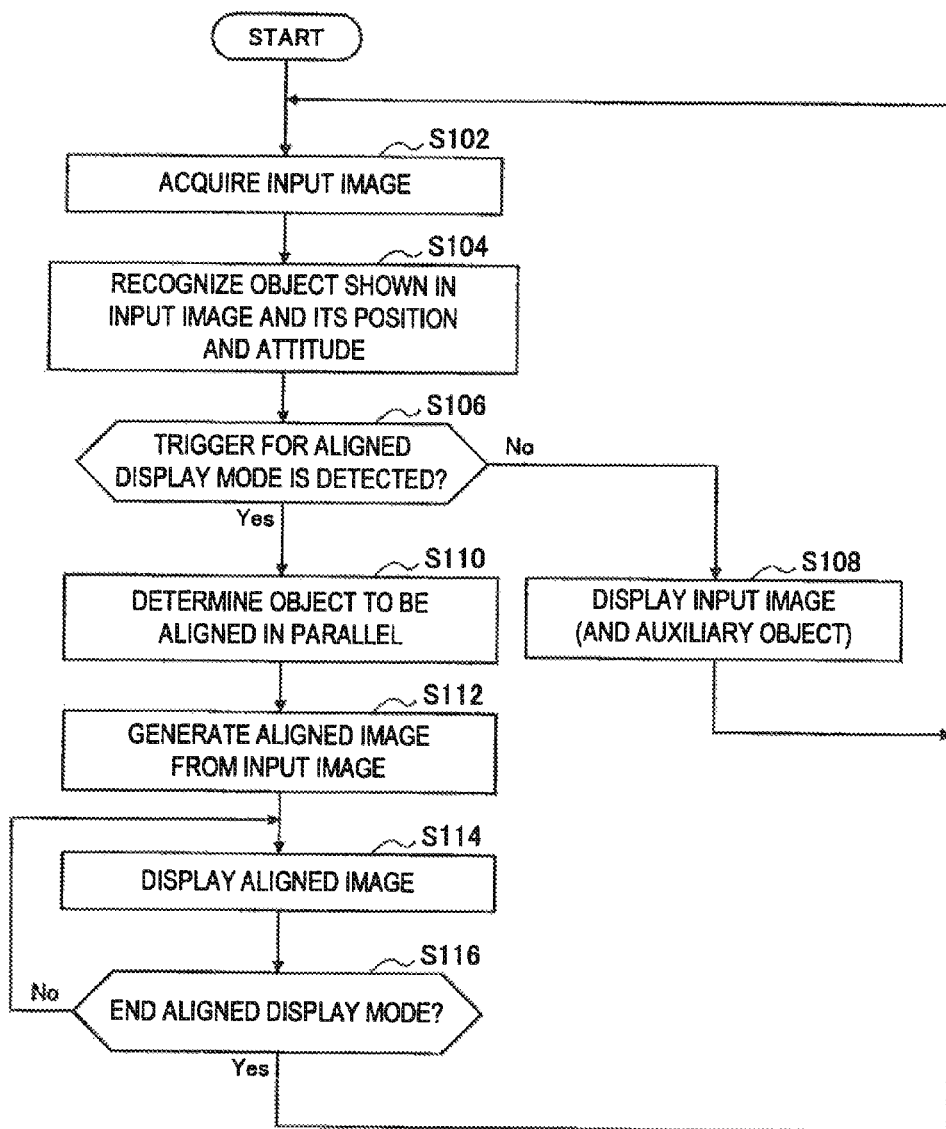 START
S102
ACQUIRE INPUT IMAGE
S104
RECOGNIZE OBJECT SHOWN IN
INPUT IMAGE AND ITS POSITION
AND ATTITUDE
S106
TRIGGER FOR ALIGNED
DISPLAY MODE IS DETECTED?
No
Yes
S110
DETERMINE OBJECT TO BE
ALIGNED IN PARALLEL
S108
DISPLAY INPUT IMAGE
(AND AUXILIARY OBJECT)
S112
GENERATE ALIGNED IMAGE
FROM INPUT IMAGE
S114
DISPLAY ALIGNED IMAGE
S116
No
END ALIGNED DISPLAY MODE?
Yes